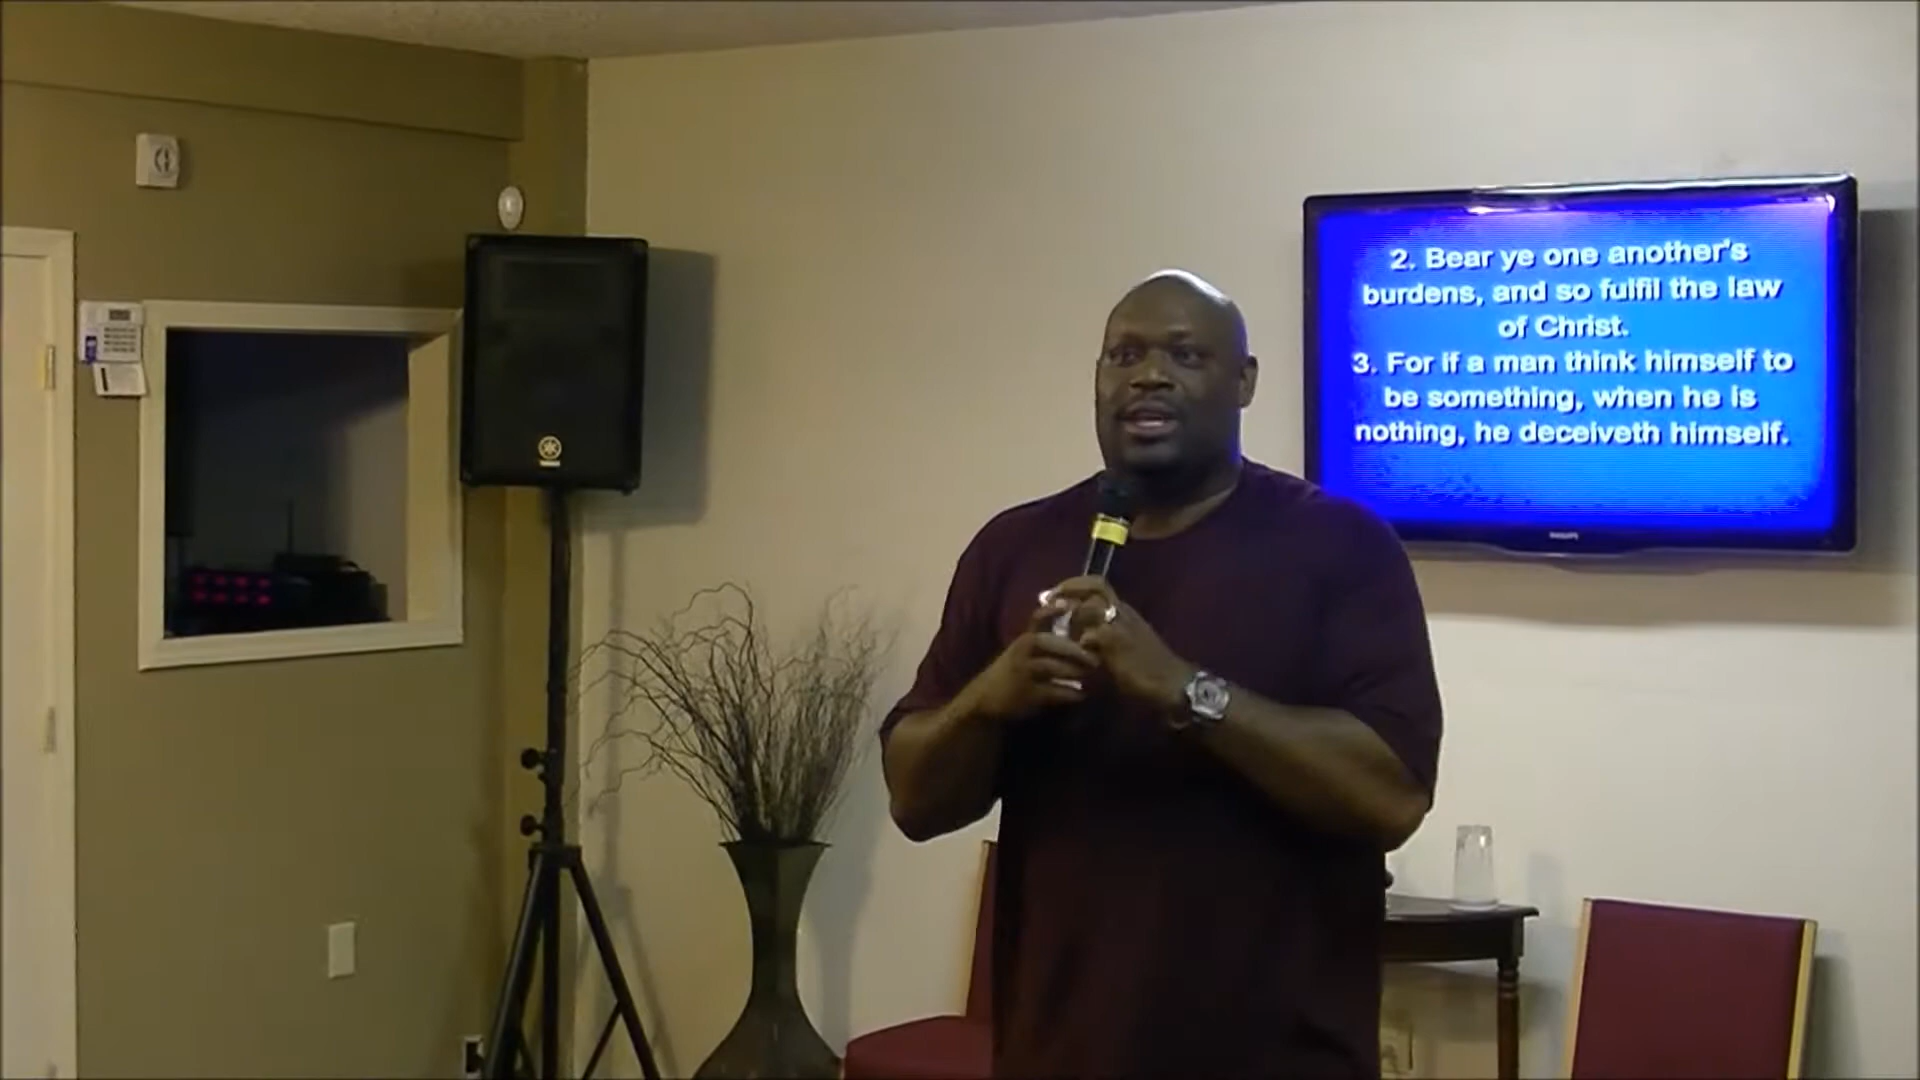 2. Bear ye one another's
burdens, and so fulfil the law
of Christ.
3. For if a man think himself to
be something, when he is
nothing, he deceiveth himself.
PHILIPS